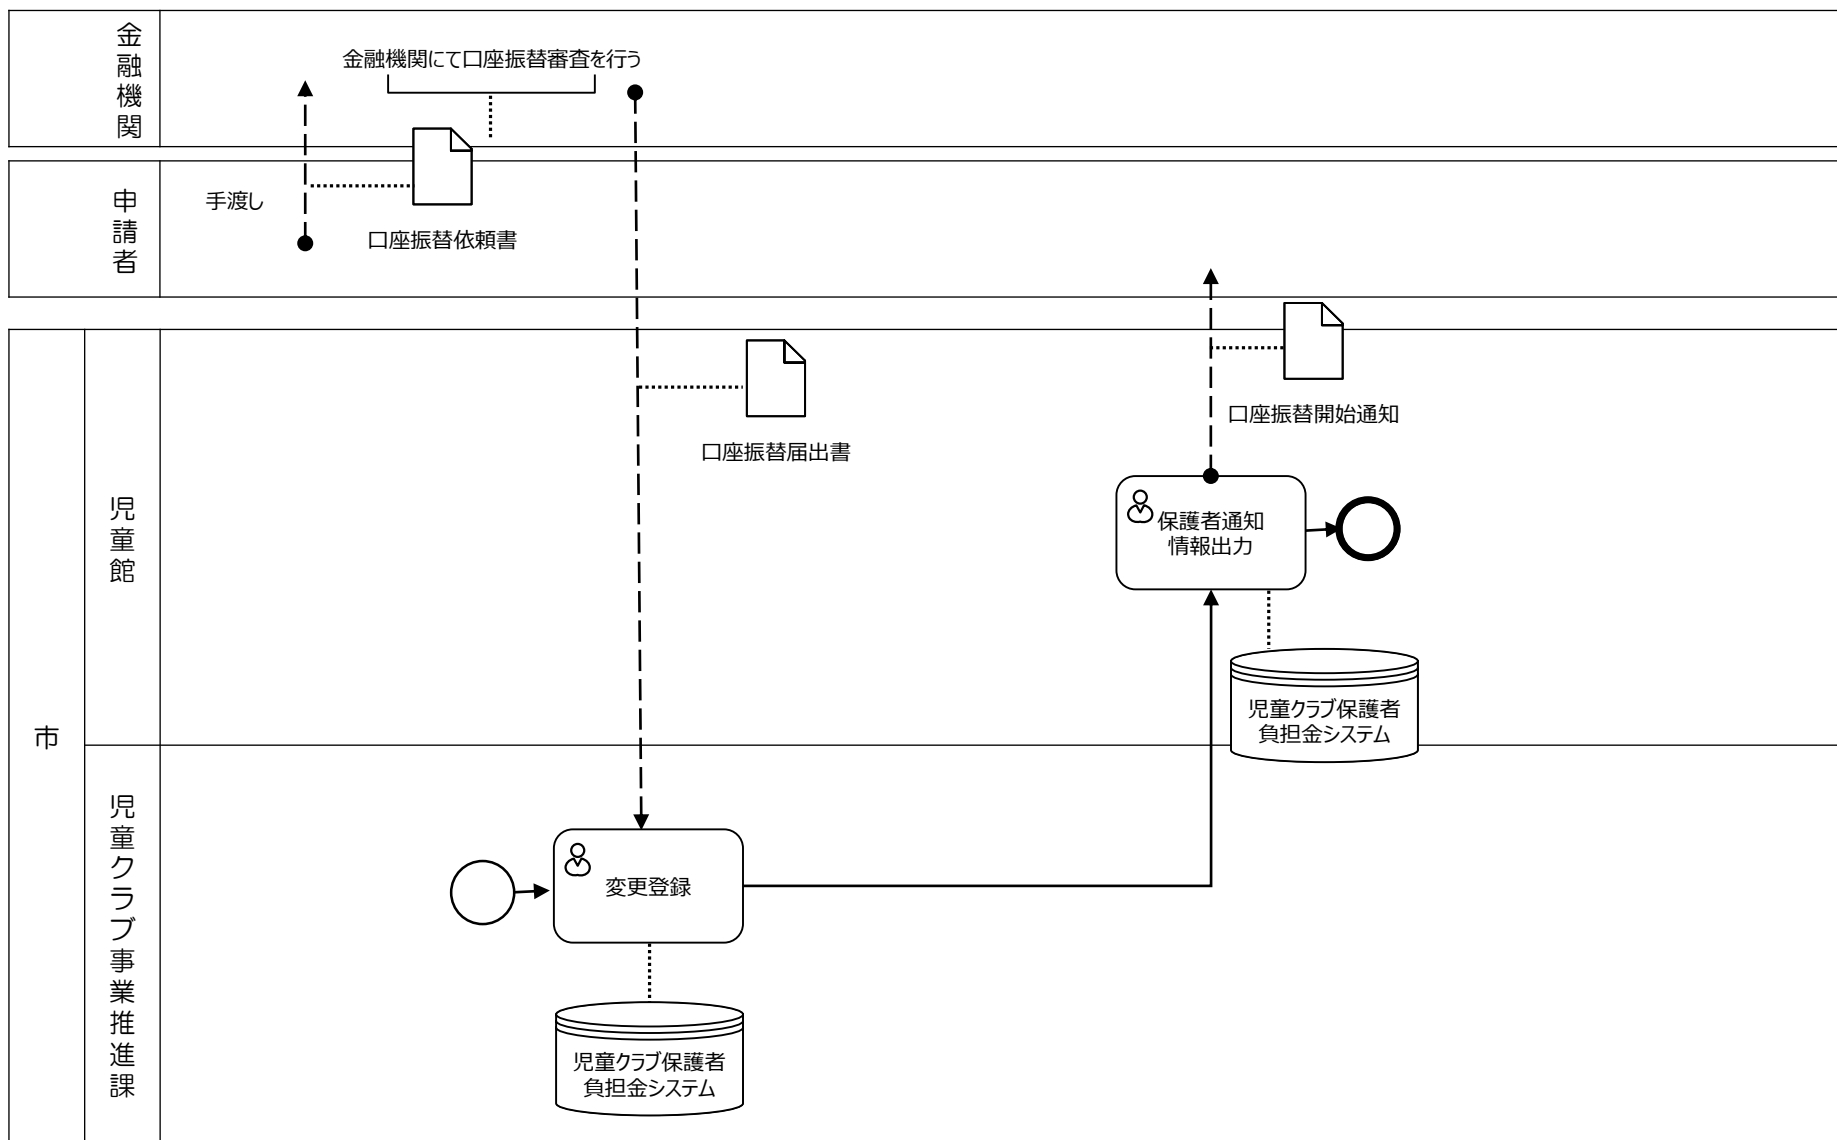 金融機関
金融機関にて口座振替審査を行う
申請者
手渡し
口座振替依頼書
市
児童館
口座振替届出書
口座振替開始通知
保護者通知
情報出力
児童クラブ保護者
負担金システム
児童クラブ事業推進課
変更登録
児童クラブ保護者
負担金システム